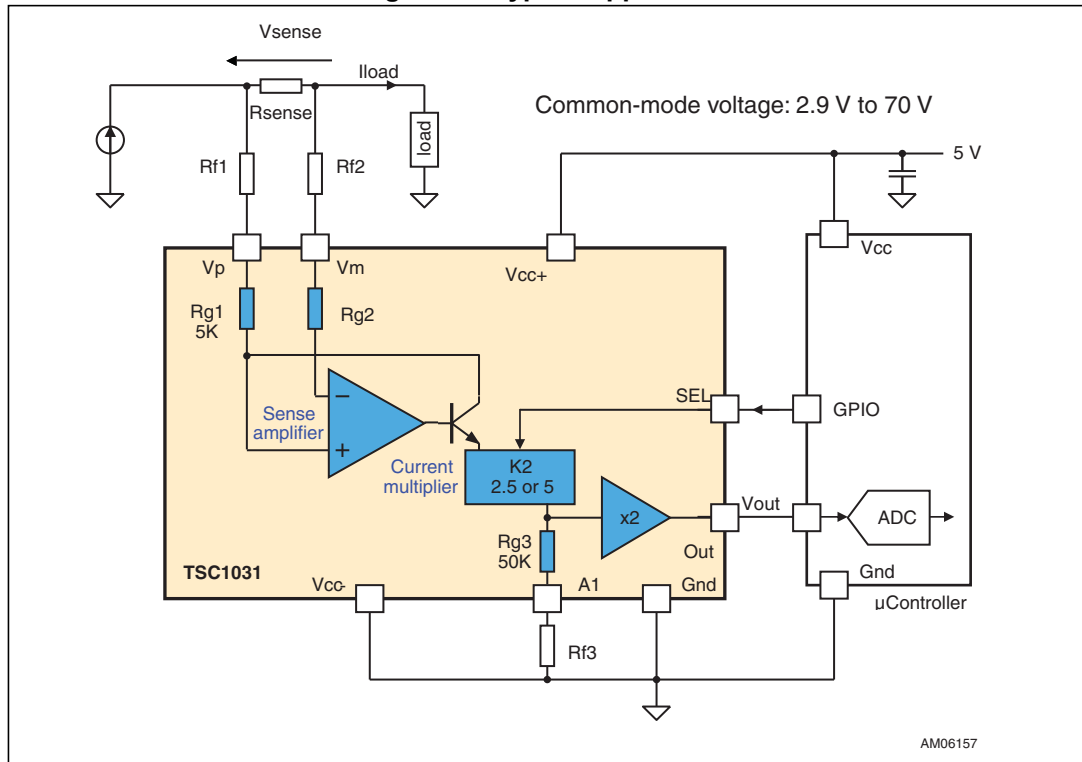 Vsense
Iload
Rsense
Common-mode voltage: 2.9 V to 70 V
load
Rf1
Rf2
5 V
Vcc
Vp
Vm
Vcc+
Rg1
5K
Rg2
SEL
GPIO
Sense
amplifier
Current
multiplier
K2
2.5 or 5
x2
Vout
ADC
Out
Rg3
50K
TSC1031
Vcc-
A1
Gnd
Gnd
µController
Rf3
AM06157